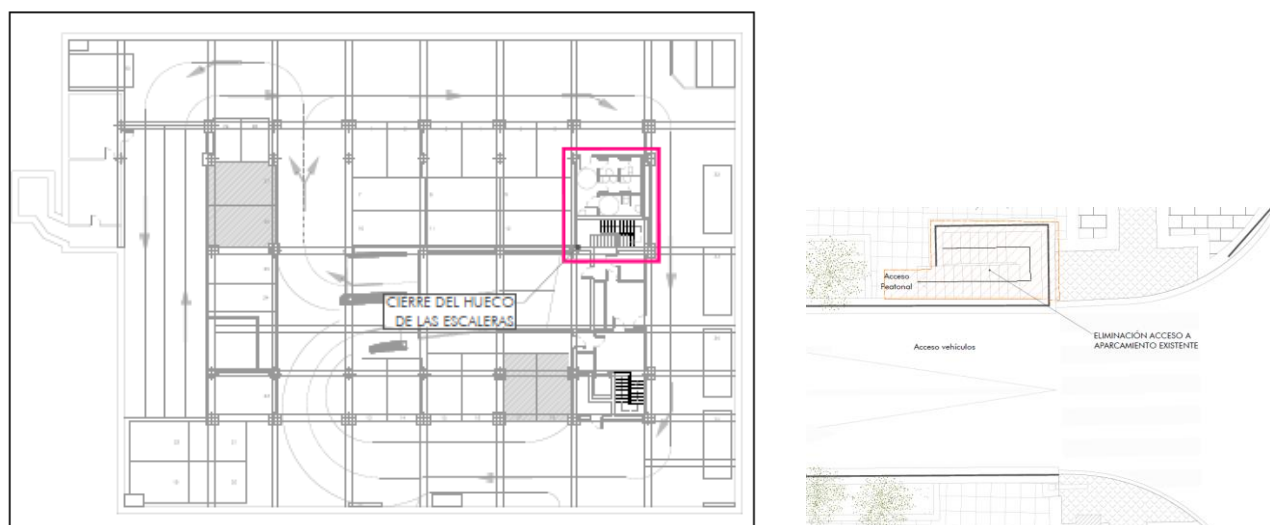 CIERRE DEL HUECO
DE LAS ESCALERAS
Acceso
Peatonal
ELIMINACIÓN ACCESO A
APARCAMIENTO EXISTENTE
Acceso vehículos